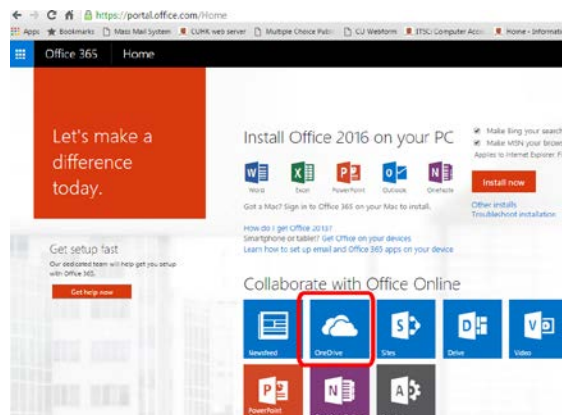 https://portal.office.com/Home
Apps Bookmarks Mass Mail System CUHK web server Multiple Choice Public CU Webform ITSC: Computer Acco Home - Informati
Office 365 Home
Let's make a
difference
today.
Get setup fast
Our dedicated team will help get you setup
with Office 365.
Get help now
Install Office 2016 on your PC
Word Excel PowerPoint Outlook OneNote
Got a Mac? Sign in to Office 365 on your Mac to install.
How do I get Office 2013?
Smartphone or tablet? Get Office on your devices
Learn how to set up email and Office 365 apps on your device
Make Bing your search
Make MSN your brows
Applies to Internet Explorer, F
Install now
Other installs
Troubleshoot installation
Collaborate with Office Online
Newsfeed OneDrive Sites Delve Video
PowerPoint